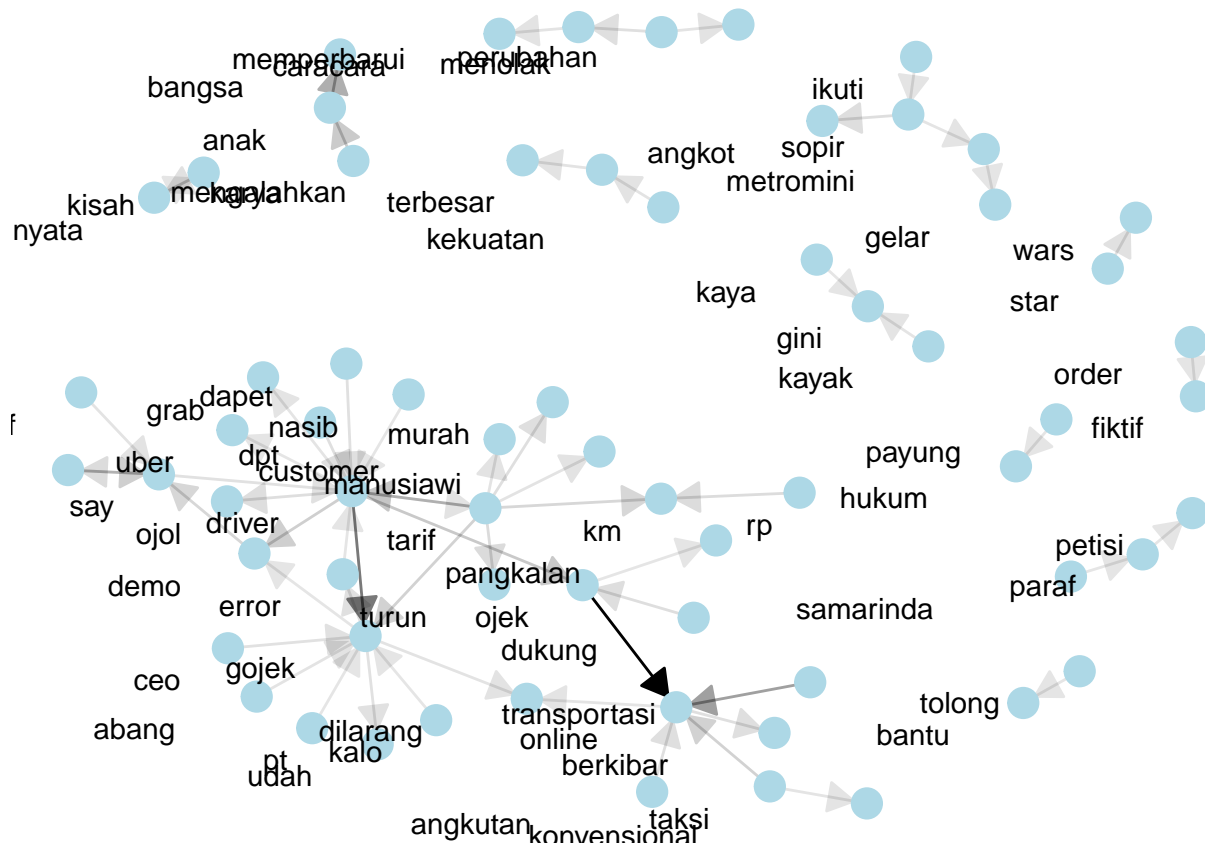 memperbarui
caracara
perubahan
menolak
bangsa
ikuti
anak
angkot
sopir
metromini
mengalahkan
karya
kisah
terbesar
nyata
kekuatan
gelar
wars
kaya
star
gini
kayak
order
fiktif
dapet
grab
f
nasib
murah
dpt
uber
customer
payung
manusiawi
say
hukum
driver
ojol
tarif
km
rp
petisi
pangkalan
demo
paraf
error
turun
ojek
samarinda
dukung
gojek
ceo
tolong
transportasi
abang
dilarang
online
bantu
kalo
pt
berkibar
udah
taksi
angkutan
konvensional